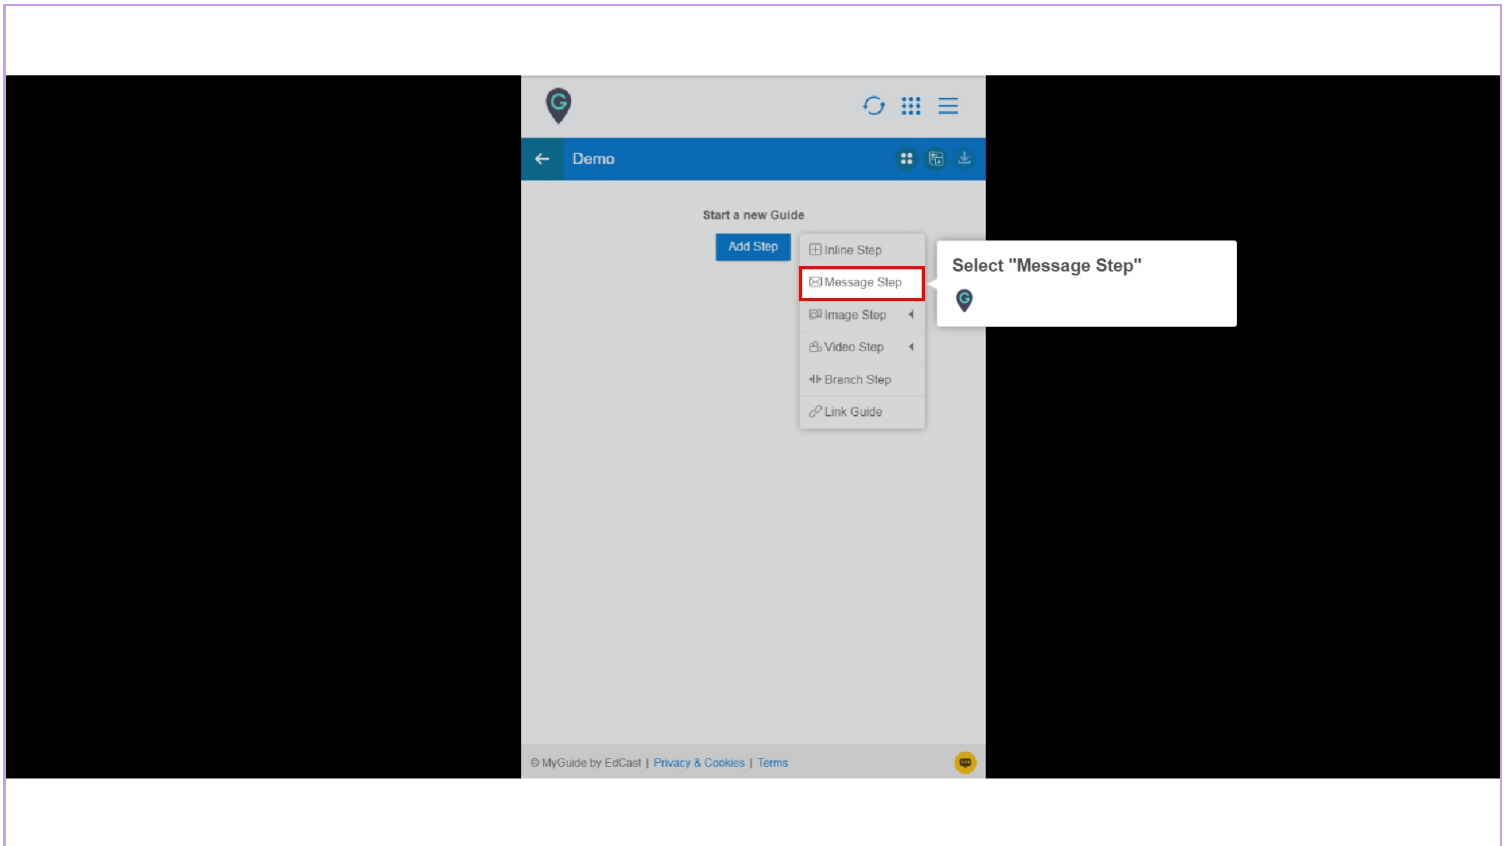 G
Demo
Start a new Guide
Add Step
Inline Step
Message Step
Image Step
Video Step
Branch Step
Link Guide
Select "Message Step"
G
© MyGuide by EdCast | Privacy & Cookies | Terms